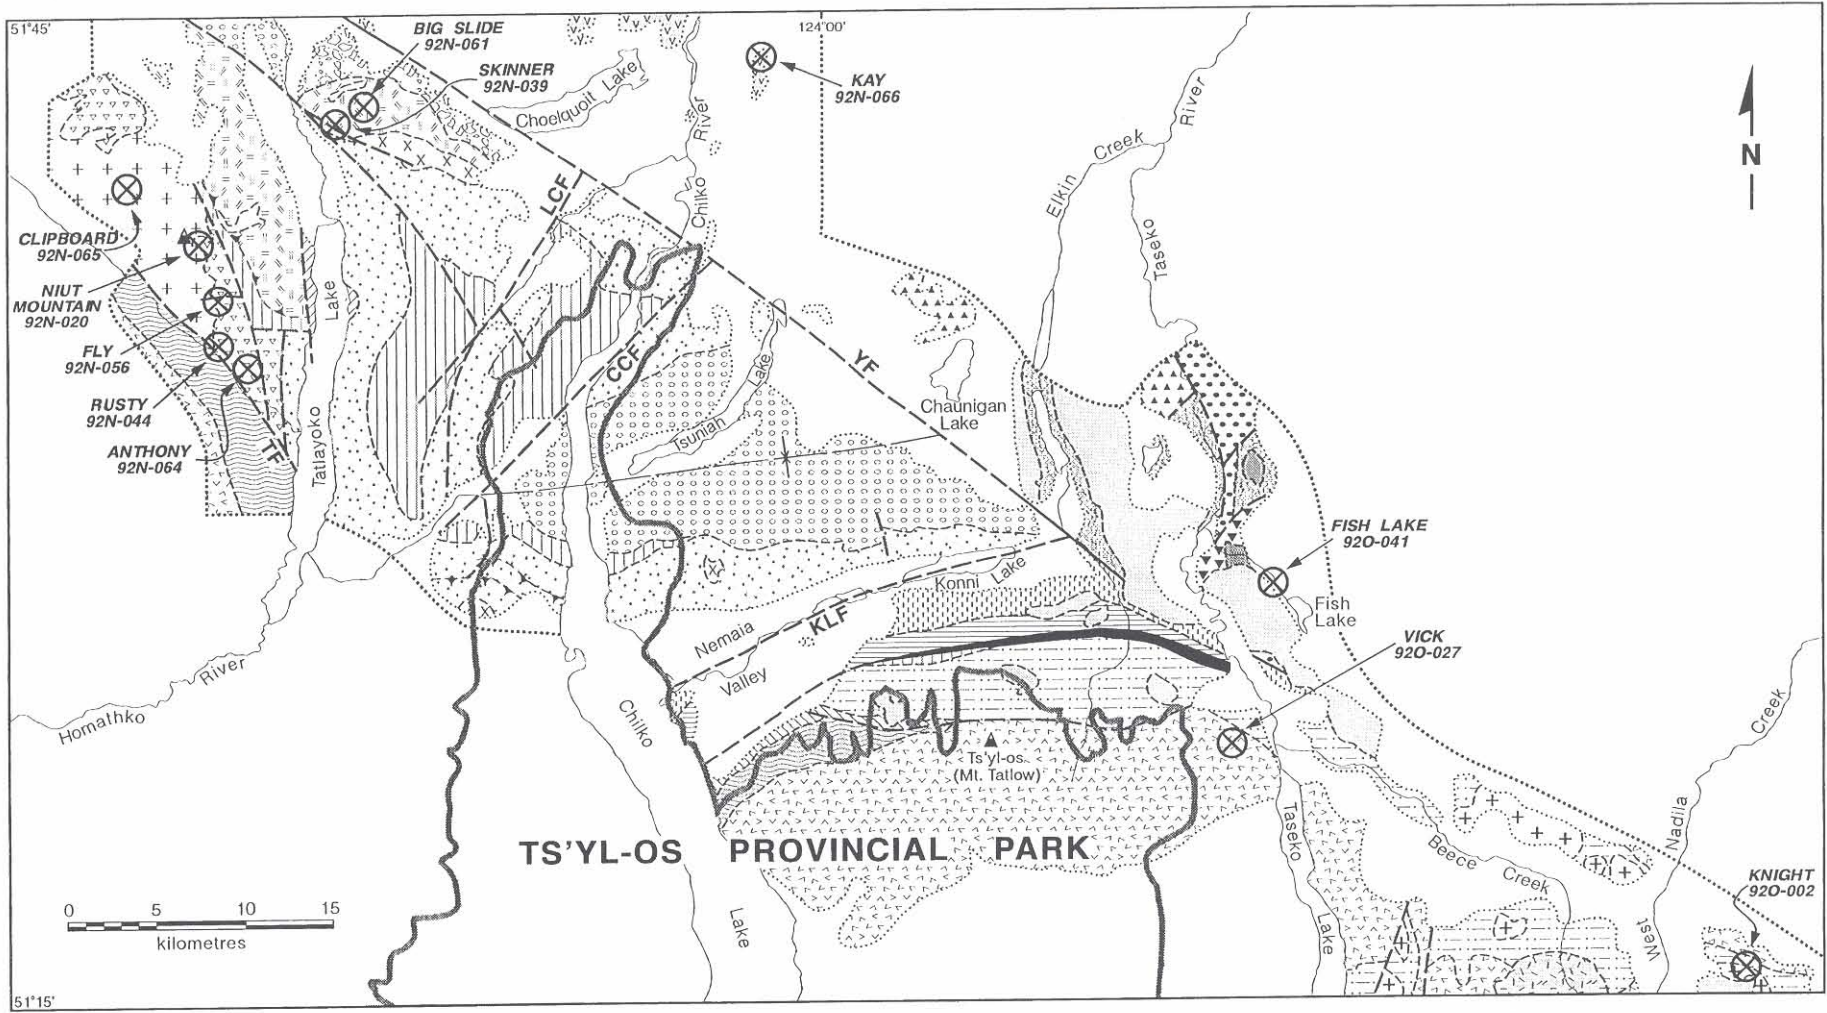 51°45'
124°00'
BIG SLIDE
92N-061
SKINNER
92N-039
Choelquoit Lake
KAY
92N-066
Chilko River
Elkin Creek
Taseko River
N
LCF
CLIPBOARD
92N-065
NIUT
MOUNTAIN
92N-020
FLY
92N-056
RUSTY
92N-044
ANTHONY
92N-064
TF
Tatlayoko Lake
CCF
YF
Tsuniah Lake
Chaunigan
Lake
FISH LAKE
92O-041
Konni Lake
Fish
Lake
KLF
Nemaia
Valley
VICK
92O-027
Homathko River
Chilko
Lake
Ts'yl-os
(Mt. Tatlow)
TS'YL-OS PROVINCIAL PARK
Taseko
Lake
Beece Creek
West Nadila Creek
KNIGHT
92O-002
0 5 10 15
kilometres
51°15'